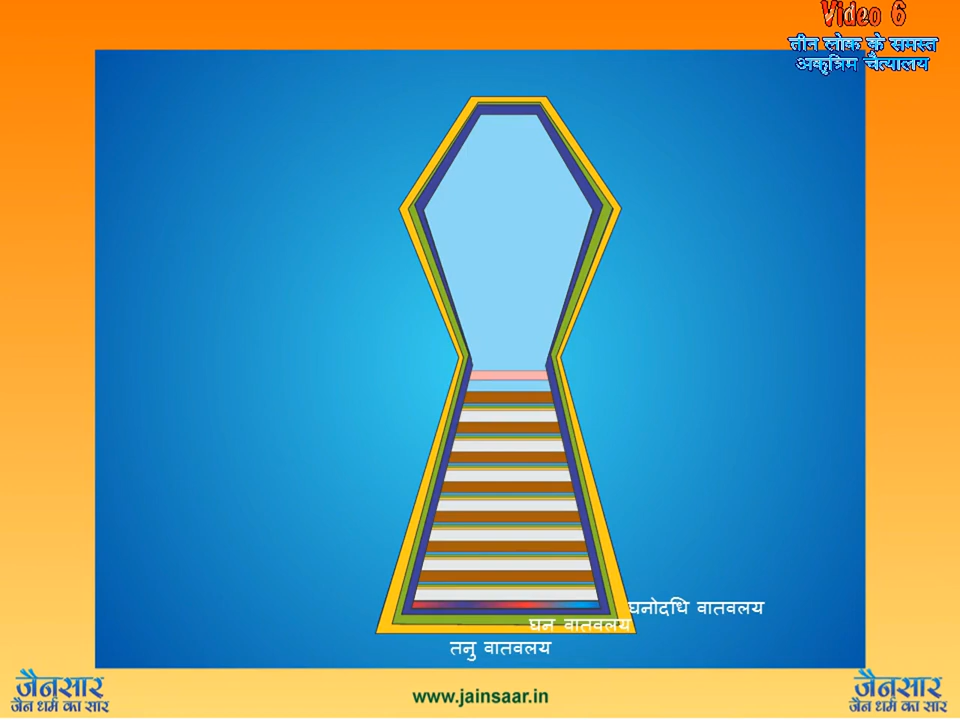 Video 6
तीन लोक के समस्त
अकृत्रिम चैत्यालय
घनोदधि वातवलय
घन वातवलय
तनु वातवलय
जैनसार
जैन धर्म का सार
www.jainsaar.in
जैनसार
जैन धर्म का सार